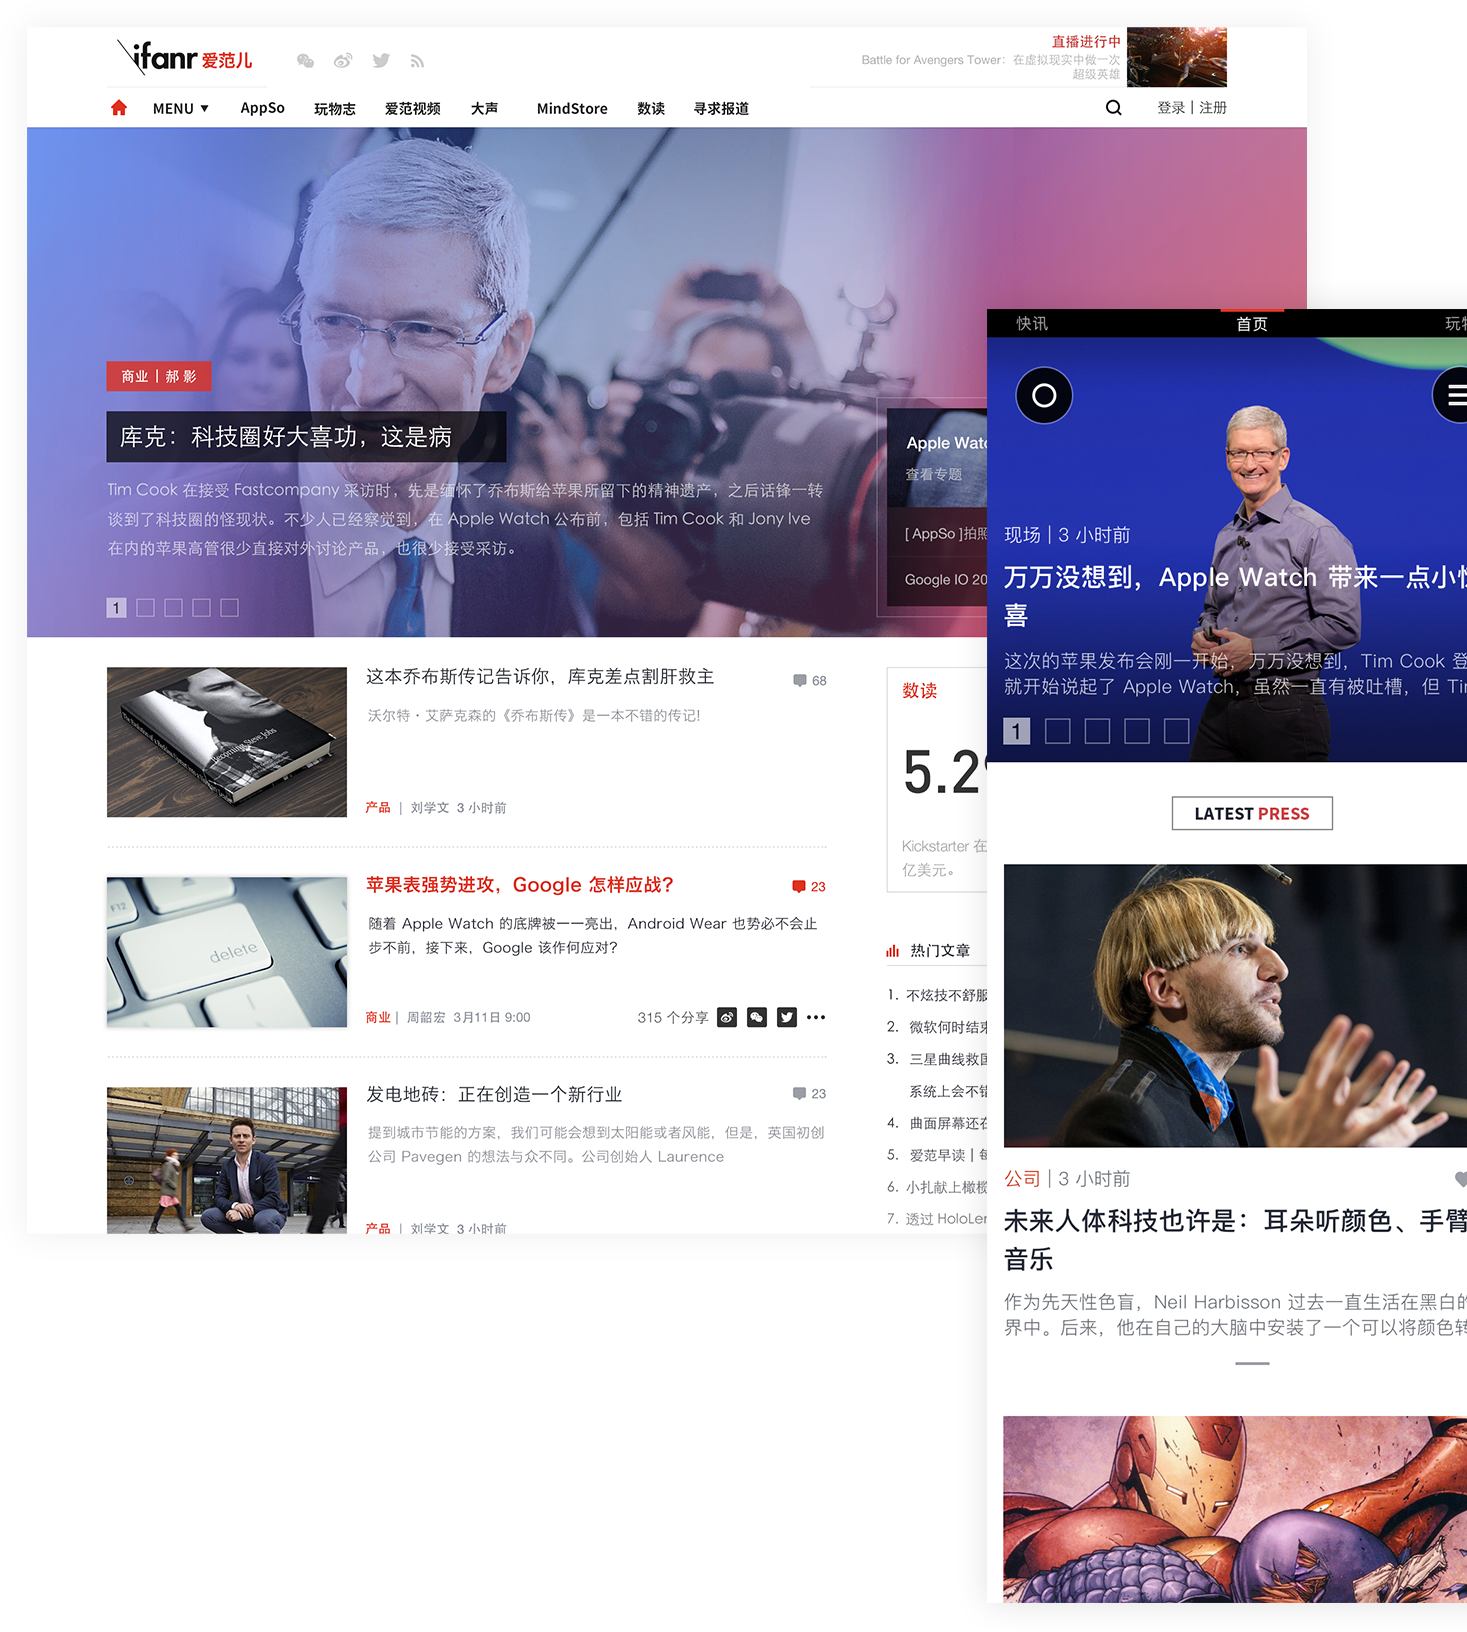 ifanr 爱范儿
直播进行中
Battle for Avengers Tower：在虚拟现实中做一次
超级英雄
MENU ▼ AppSo 玩物志 爱范视频 大声 MindStore 数读 寻求报道
登录 | 注册
商业 | 郝 影
库克：科技圈好大喜功，这是病
Tim Cook 在接受 Fastcompany 采访时，先是缅怀了乔布斯给苹果所留下的精神遗产，之后话锋一转
谈到了科技圈的怪现状。不少人已经察觉到，在 Apple Watch 公布前，包括 Tim Cook 和 Jony Ive
在内的苹果高管很少直接对外讨论产品，也很少接受采访。
1
Apple Watc
查看专题
[ AppSo ]拍照
Google IO 20
这本乔布斯传记告诉你，库克差点割肝救主
68
沃尔特・艾萨克森的《乔布斯传》是一本不错的传记！
产品 | 刘学文 3 小时前
Becoming Steve Jobs
F12
delete
苹果表强势进攻，Google 怎样应战？
23
随着 Apple Watch 的底牌被一一亮出，Android Wear 也势必不会止
步不前，接下来，Google 该作何应对？
商业 | 周韶宏 3月11日 9:00
315 个分享
发电地砖：正在创造一个新行业
23
提到城市节能的方案，我们可能会想到太阳能或者风能，但是，英国初创
公司 Pavegen 的想法与众不同。公司创始人 Laurence
产品 | 刘学文 3 小时前
数读
5.2
Kickstarter 在
亿美元。
热门文章
1. 不炫技不舒服
2. 微软何时结束
3. 三星曲线救国
系统上会不错
4. 曲面屏幕还在
5. 爱范早读 | 每
6. 小扎献上橄榄
7. 透过 HoloLen
快讯 首页 玩物
现场 | 3 小时前
万万没想到，Apple Watch 带来一点小惊
喜
这次的苹果发布会刚一开始，万万没想到，Tim Cook 登
就开始说起了 Apple Watch，虽然一直有被吐槽，但 Tim
1
LATEST PRESS
公司 | 3 小时前
未来人体科技也许是：耳朵听颜色、手臂
音乐
作为先天性色盲，Neil Harbisson 过去一直生活在黑白的
界中。后来，他在自己的大脑中安装了一个可以将颜色转